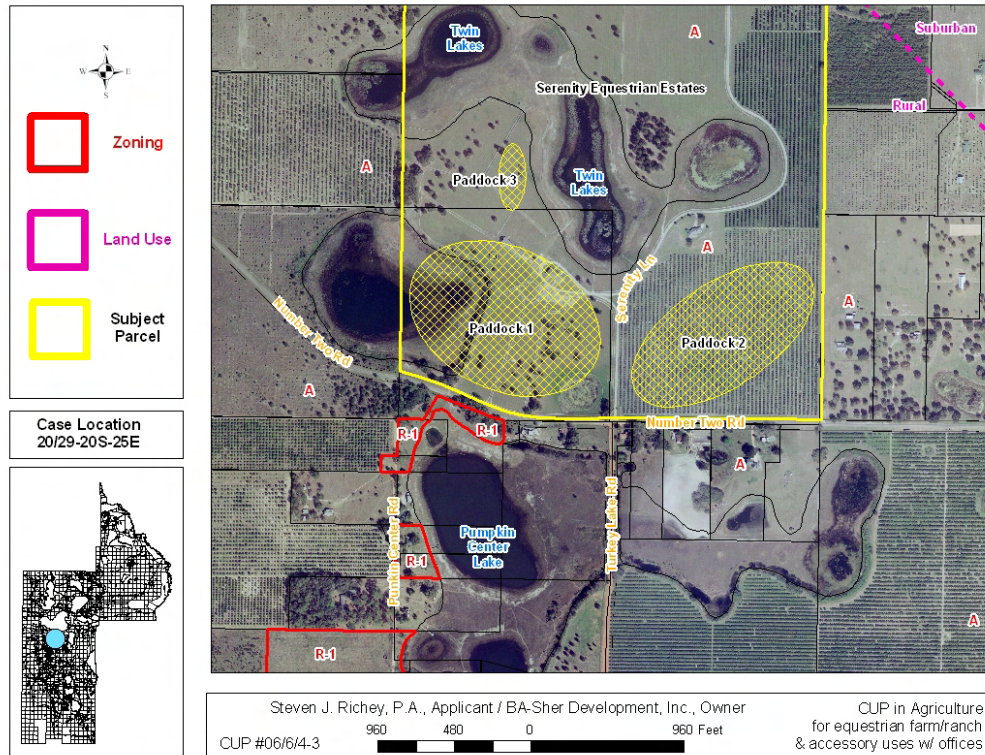 N
W E
S
Zoning
Land Use
Subject
Parcel
Case Location
20/29-20S-25E
Twin
Lakes
A
Suburban
Serenity Equestrian Estates
Rural
A
Paddock 3
Twin
Lakes
A
Serenity Ln
A
Number Two Rd
Paddock 1
Paddock 2
A
R-1
R-1
Number Two Rd
A
Punkin Center Rd
Turkey Lake Rd
Pumpkin
Center
Lake
R-1
A
R-1
Steven J. Richey, P.A., Applicant / BA-Sher Development, Inc., Owner
CUP #06/6/4-3
960 480 0 960 Feet
CUP in Agriculture
for equestrian farm/ranch
& accessory uses w/ offices